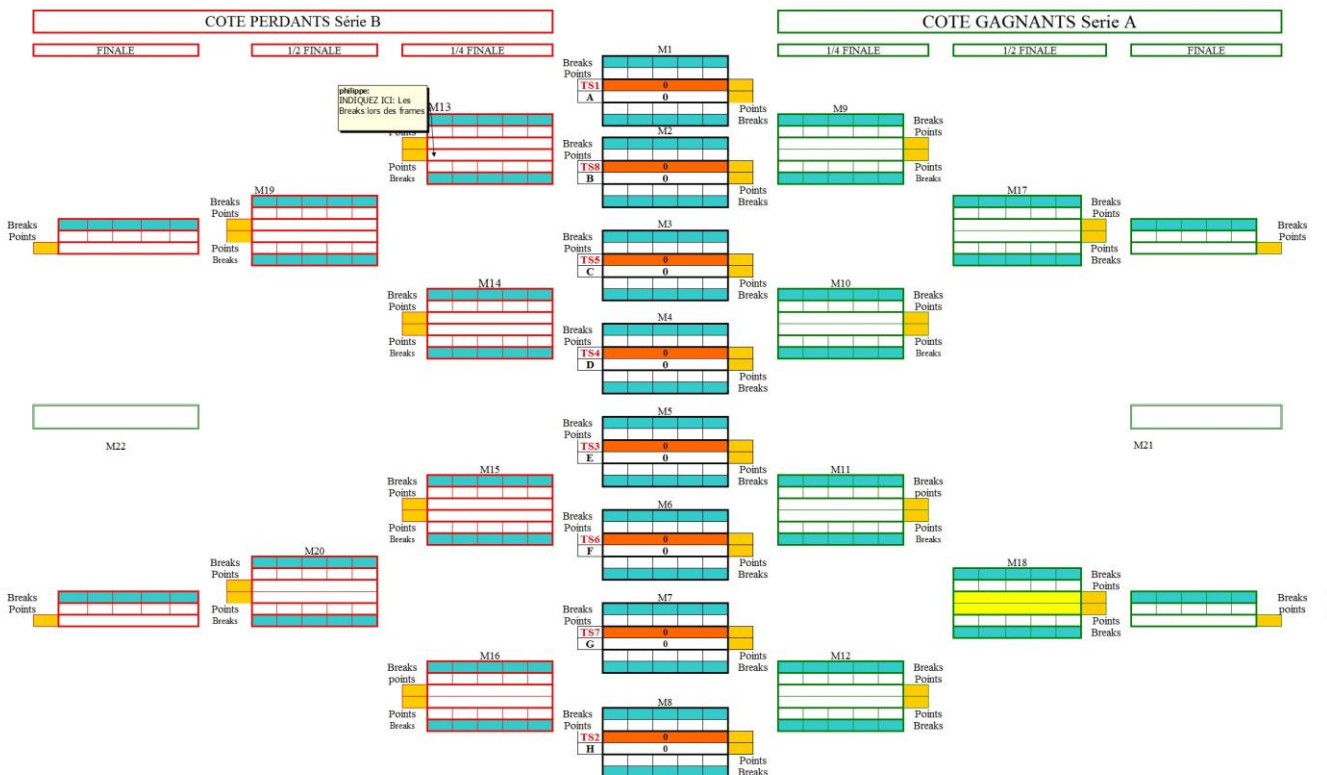 COTE PERDANTS Série B
COTE GAGNANTS Serie A
FINALE
1/2 FINALE
1/4 FINALE
M1
1/4 FINALE
1/2 FINALE
FINALE
Breaks
Points
TS1 0
A 0
Points
Breaks
philippe:
INDIQUEZ ICI: Les
Breaks lors des frames
M13
Points
Points
Breaks
M2
Breaks
Points
TS8 0
B 0
M9
Breaks
Points
Points
Breaks
M19
Breaks
Points
Points
Breaks
Breaks
Points
M3
Breaks
Points
TS5 0
C 0
Points
Breaks
M17
Breaks
Points
Points
Breaks
Breaks
Points
M14
Breaks
Points
Points
Breaks
M4
Breaks
Points
TS4 0
D 0
Points
Breaks
M10
Breaks
Points
Points
Breaks
M22
M5
Breaks
Points
TS3 0
E 0
Points
Breaks
M21
M15
Breaks
Points
Points
Breaks
M6
Breaks
Points
TS6 0
F 0
Points
Breaks
M11
Breaks
points
Points
Breaks
M20
Breaks
Points
Points
Breaks
Breaks
Points
M7
Breaks
Points
TS7 0
G 0
Points
Breaks
M18
Breaks
Points
Points
Breaks
Breaks
points
M16
Breaks
points
Points
Breaks
M8
Breaks
Points
TS2 0
H 0
Points
Breaks
M12
Breaks
Points
Points
Breaks